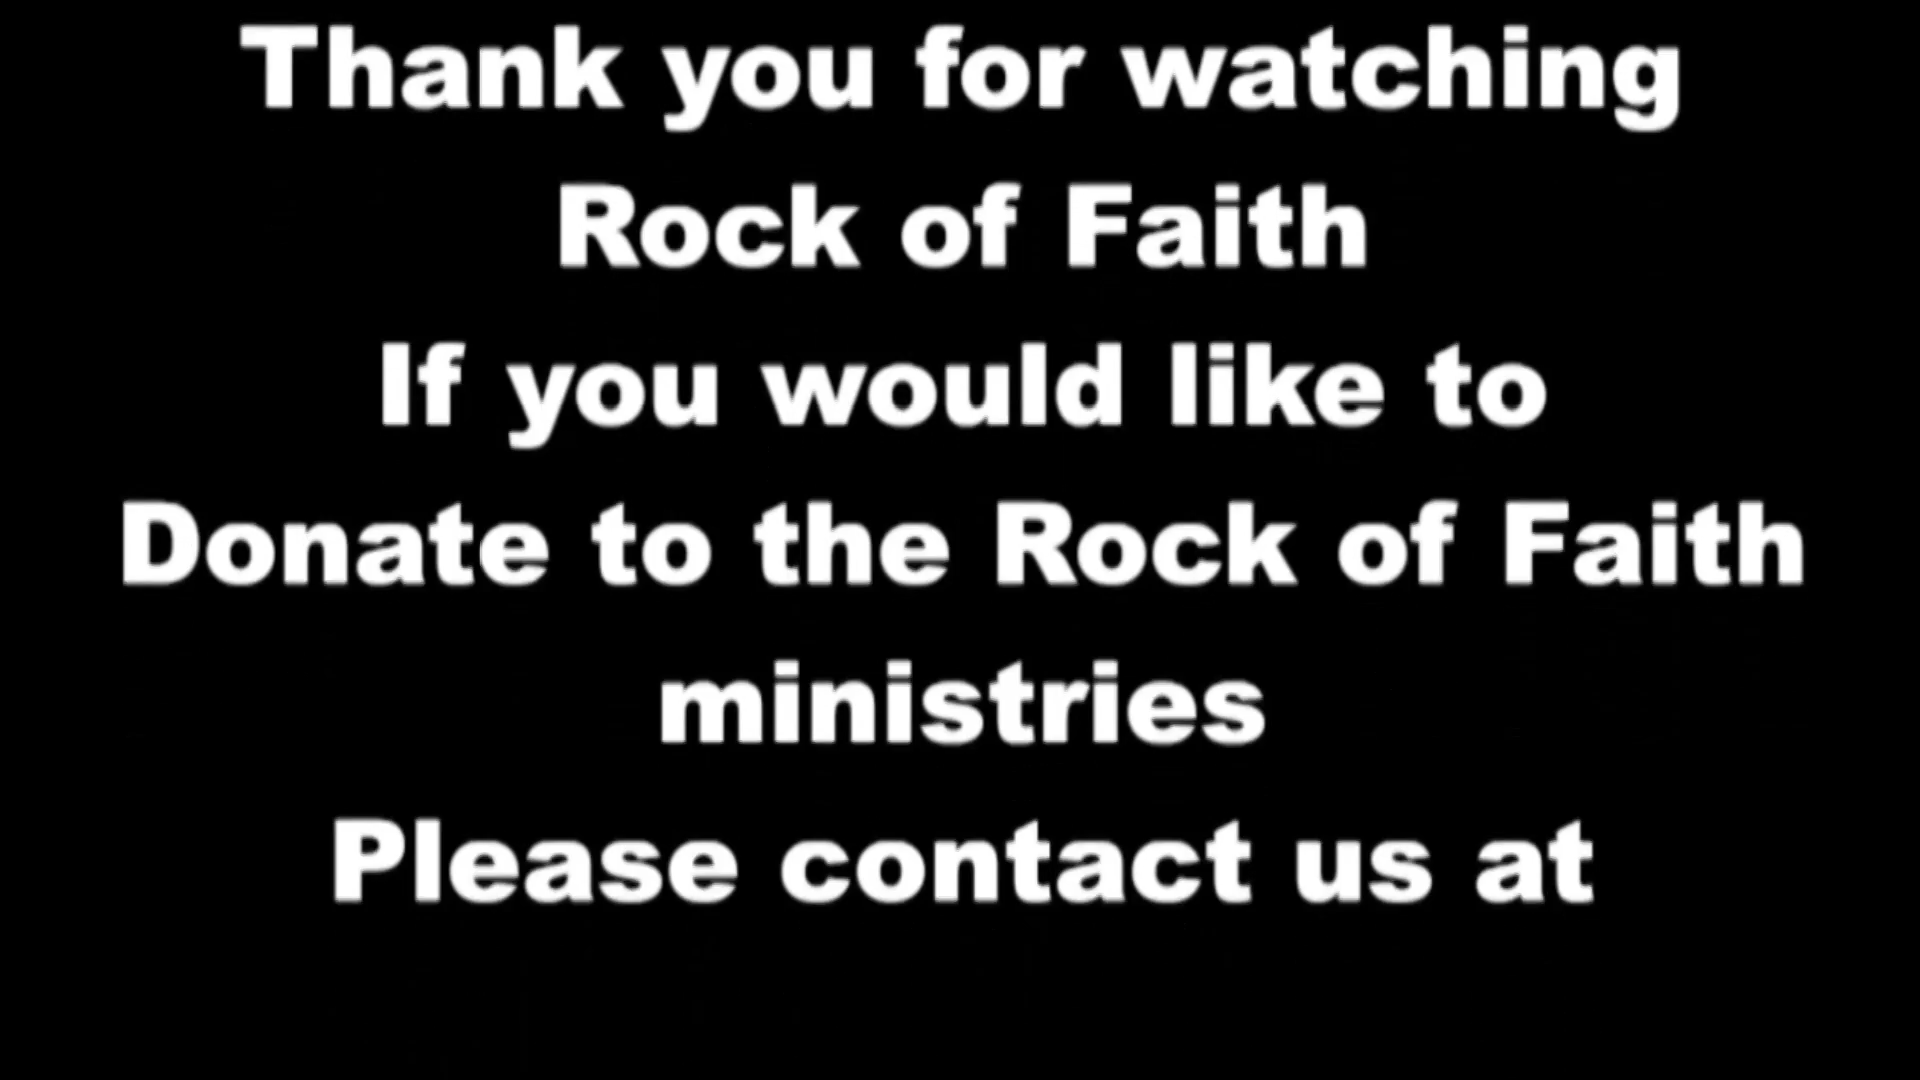 Thank you for watching
Rock of Faith
If you would like to
Donate to the Rock of Faith
ministries
Please contact us at